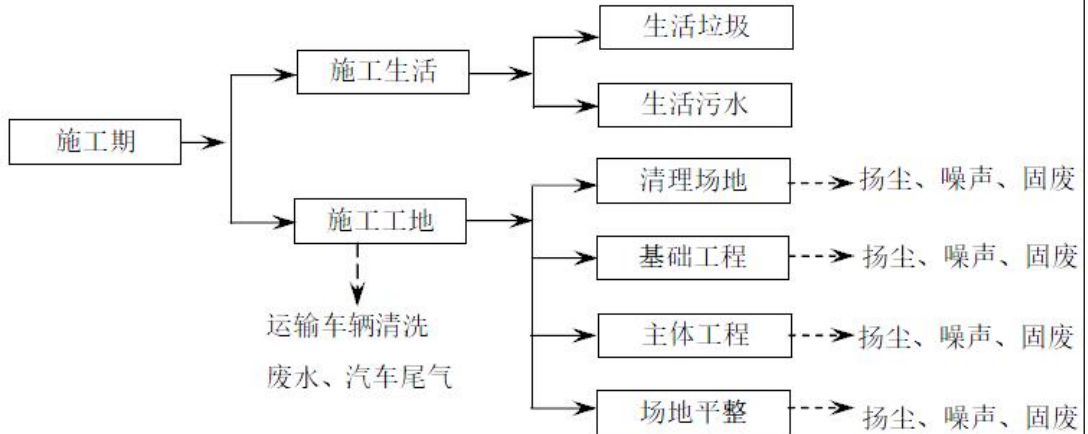 生活垃圾
施工生活
生活污水
施工期
清理场地
扬尘、噪声、固废
施工工地
基础工程
扬尘、噪声、固废
运输车辆清洗
废水、汽车尾气
主体工程
扬尘、噪声、固废
场地平整
扬尘、噪声、固废